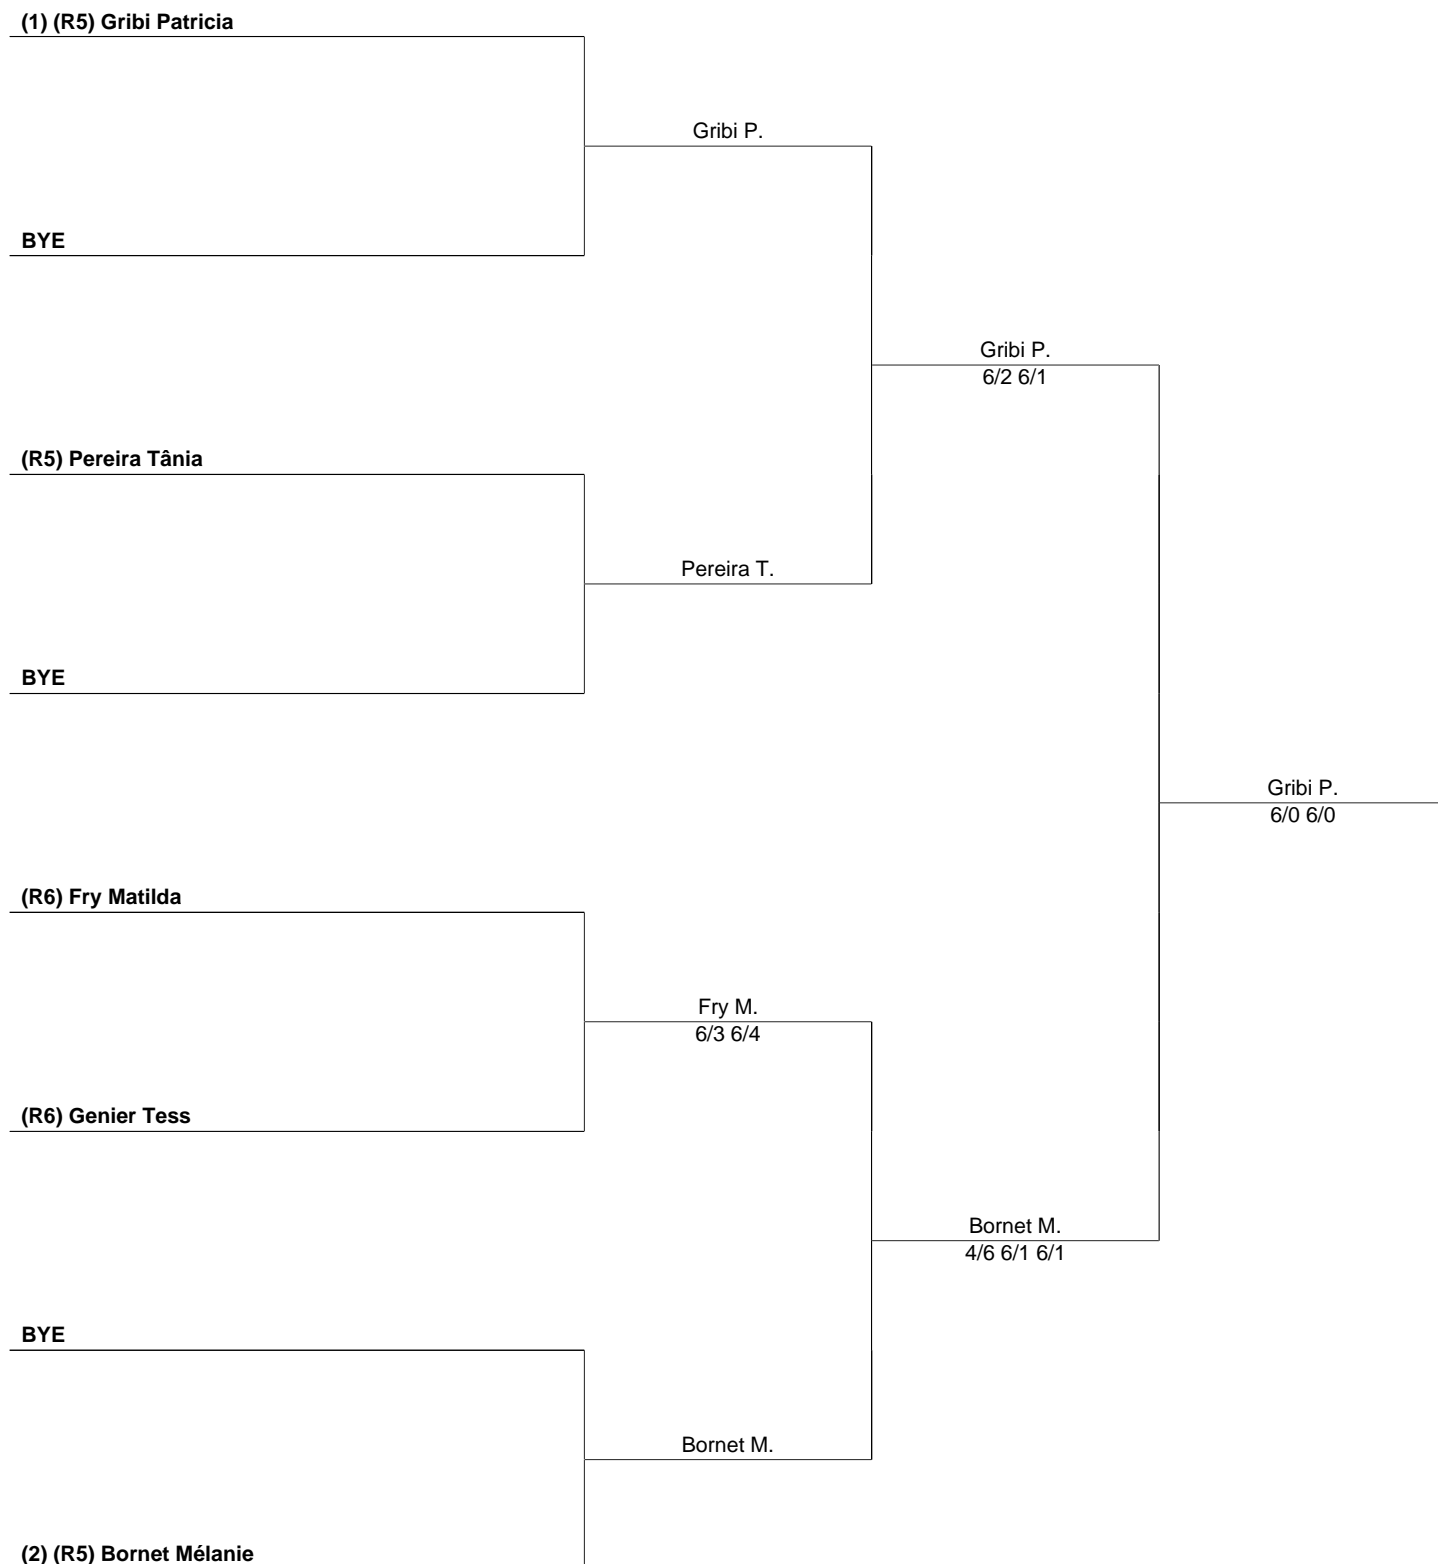 (1) (R5) Gribi Patricia
Gribi P.
BYE
Gribi P.
6/2 6/1
(R5) Pereira Tânia
Pereira T.
BYE
Gribi P.
6/0 6/0
(R6) Fry Matilda
Fry M.
6/3 6/4
(R6) Genier Tess
Bornet M.
4/6 6/1 6/1
BYE
Bornet M.
(2) (R5) Bornet Mélanie